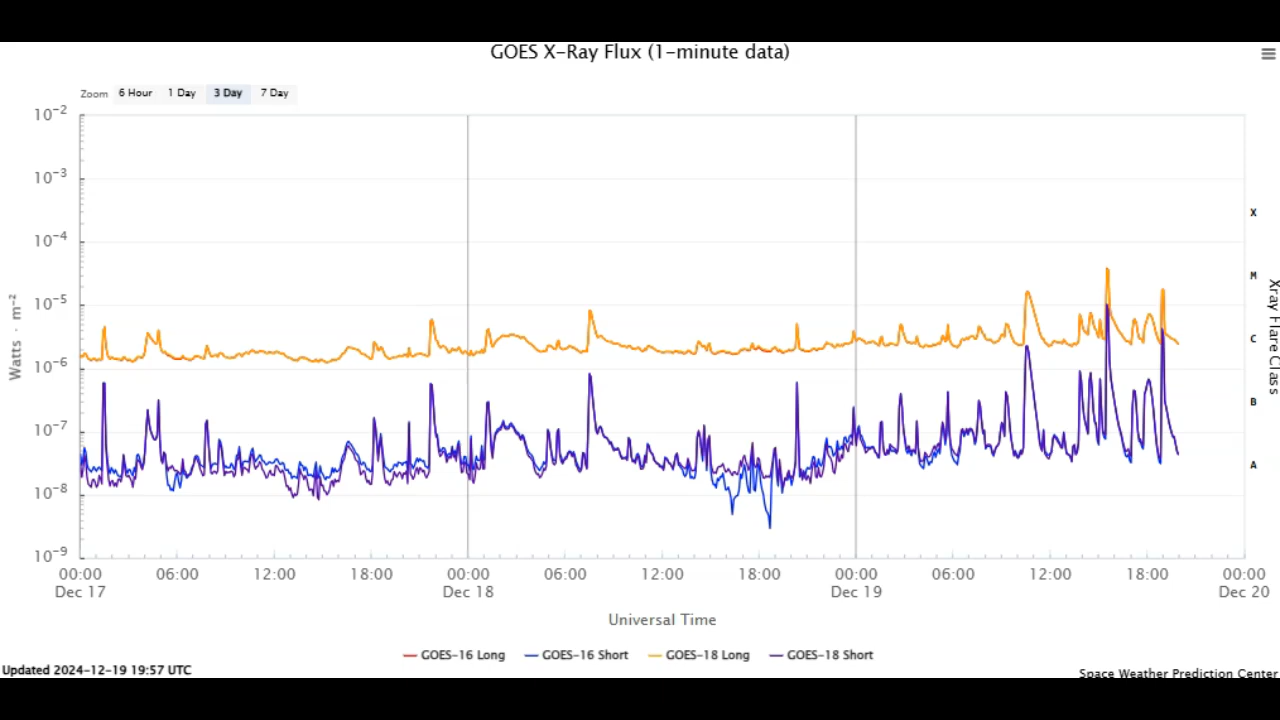 GOES X-Ray Flux (1-minute data)
Zoom 6 Hour 1 Day 3 Day 7 Day
10⁻²
10⁻³
10⁻⁴
10⁻⁵
10⁻⁶
10⁻⁷
10⁻⁸
10⁻⁹
Watts · m⁻²
X
M
C
B
A
Xray Flare Class
00:00 06:00 12:00 18:00 00:00 06:00 12:00 18:00 00:00 06:00 12:00 18:00 00:00
Dec 17 Dec 18 Dec 19 Dec 20
Universal Time
GOES-16 Long GOES-16 Short GOES-18 Long GOES-18 Short
Updated 2024-12-19 19:57 UTC
Space Weather Prediction Center